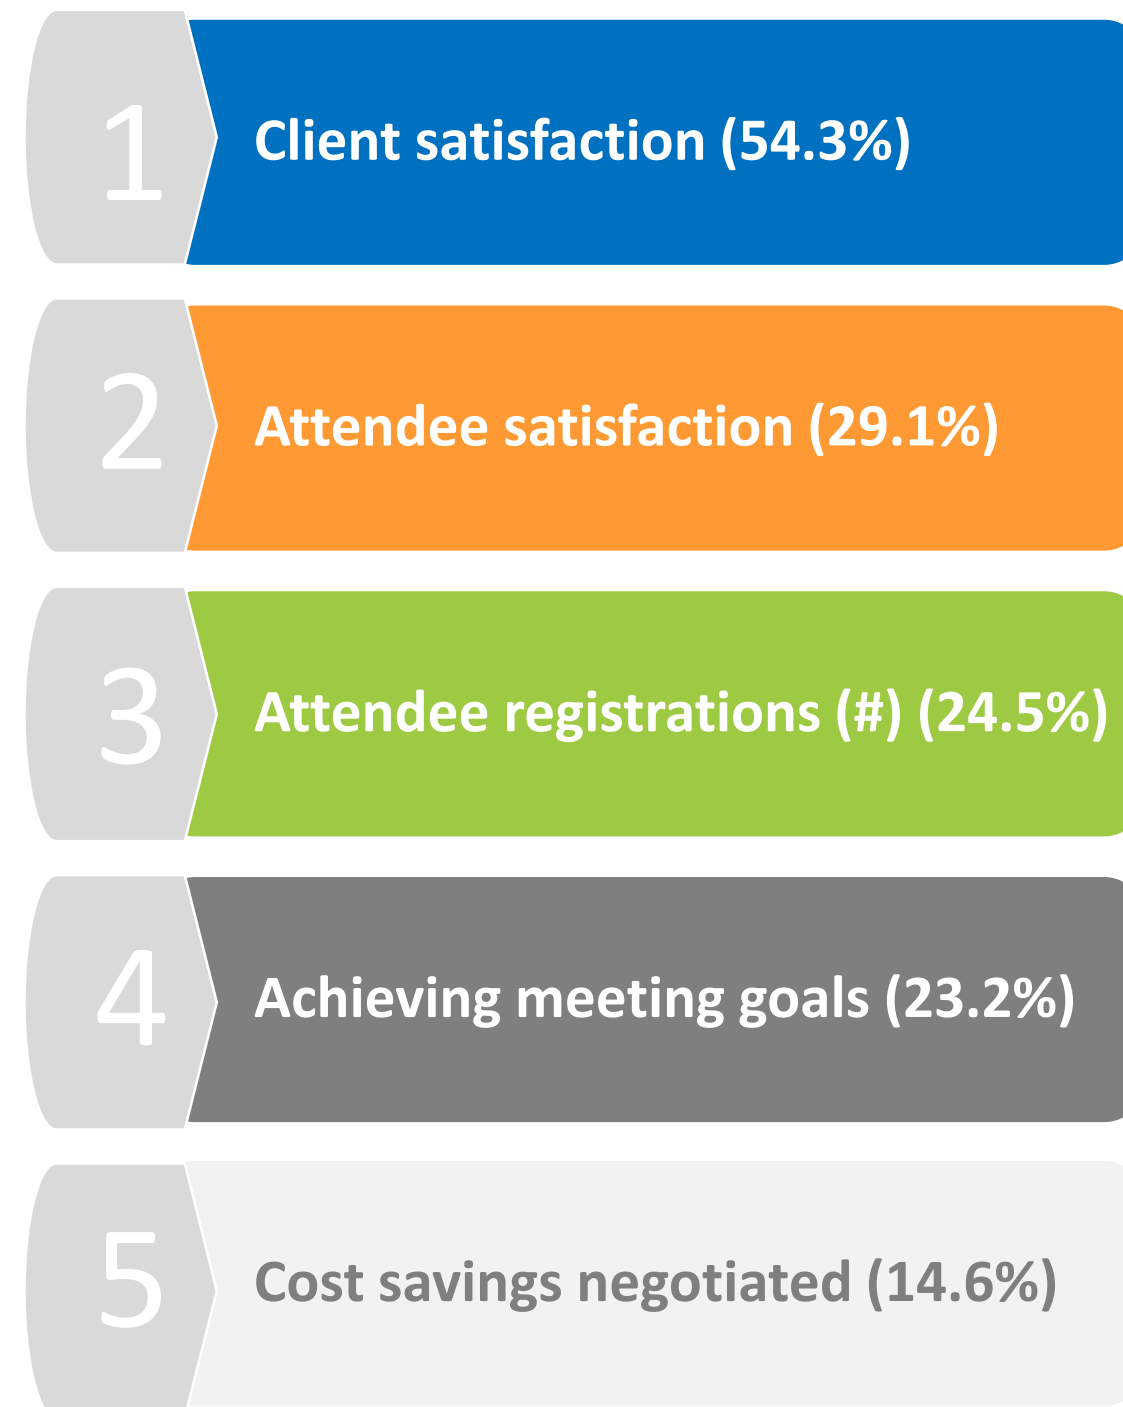 1
Client satisfaction (54.3%)
2
Attendee satisfaction (29.1%)
3
Attendee registrations (#) (24.5%)
4
Achieving meeting goals (23.2%)
5
Cost savings negotiated (14.6%)